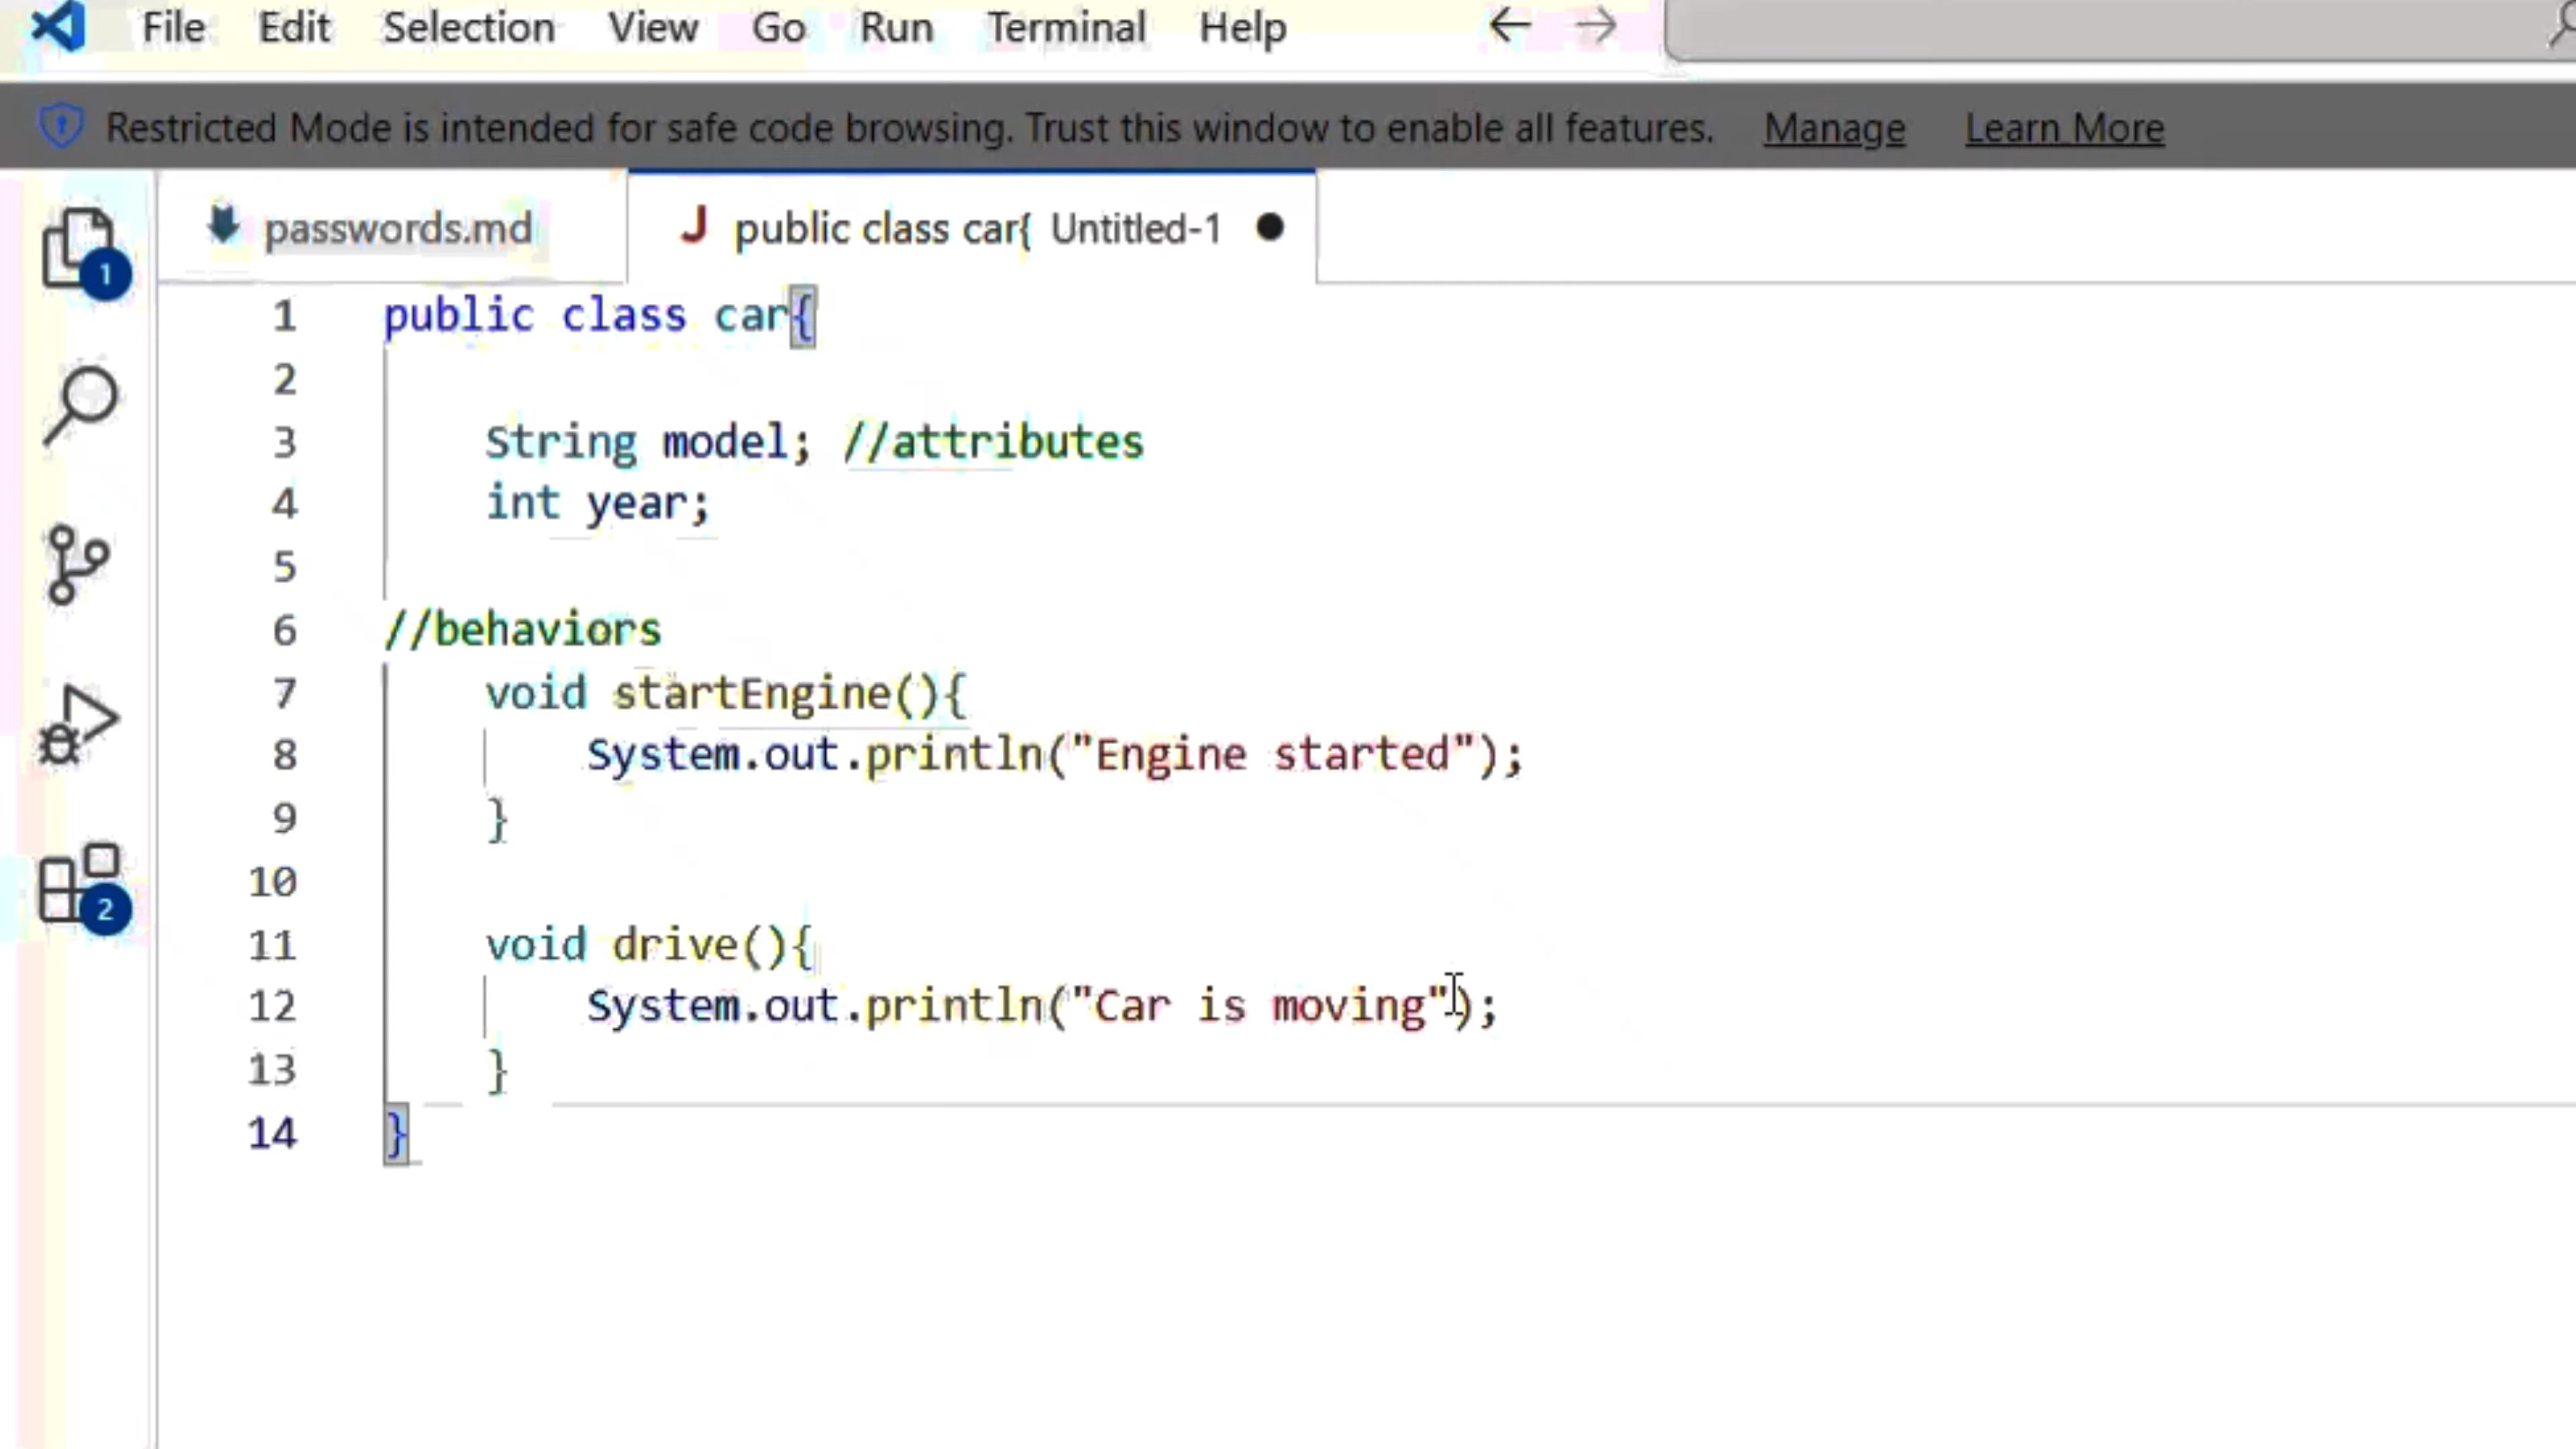 File Edit Selection View Go Run Terminal Help
Restricted Mode is intended for safe code browsing. Trust this window to enable all features. Manage Learn More
passwords.md public class car{ Untitled-1
1
1 public class car{
2
3 String model; //attributes
4 int year;
5
6 //behaviors
7 void startEngine(){
8 System.out.println("Engine started");
9 }
10
11 void drive(){
12 System.out.println("Car is moving");
13 }
14 }
2